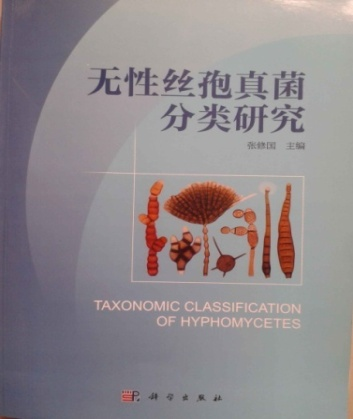 无性丝孢真菌
分类研究
张修国 主编
TAXONOMIC CLASSIFICATION
OF HYPHOMYCETES
科学出版社